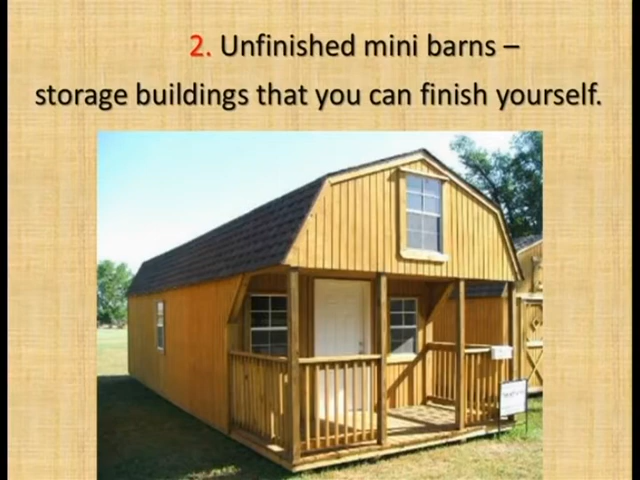 2. Unfinished mini barns –
storage buildings that you can finish yourself.